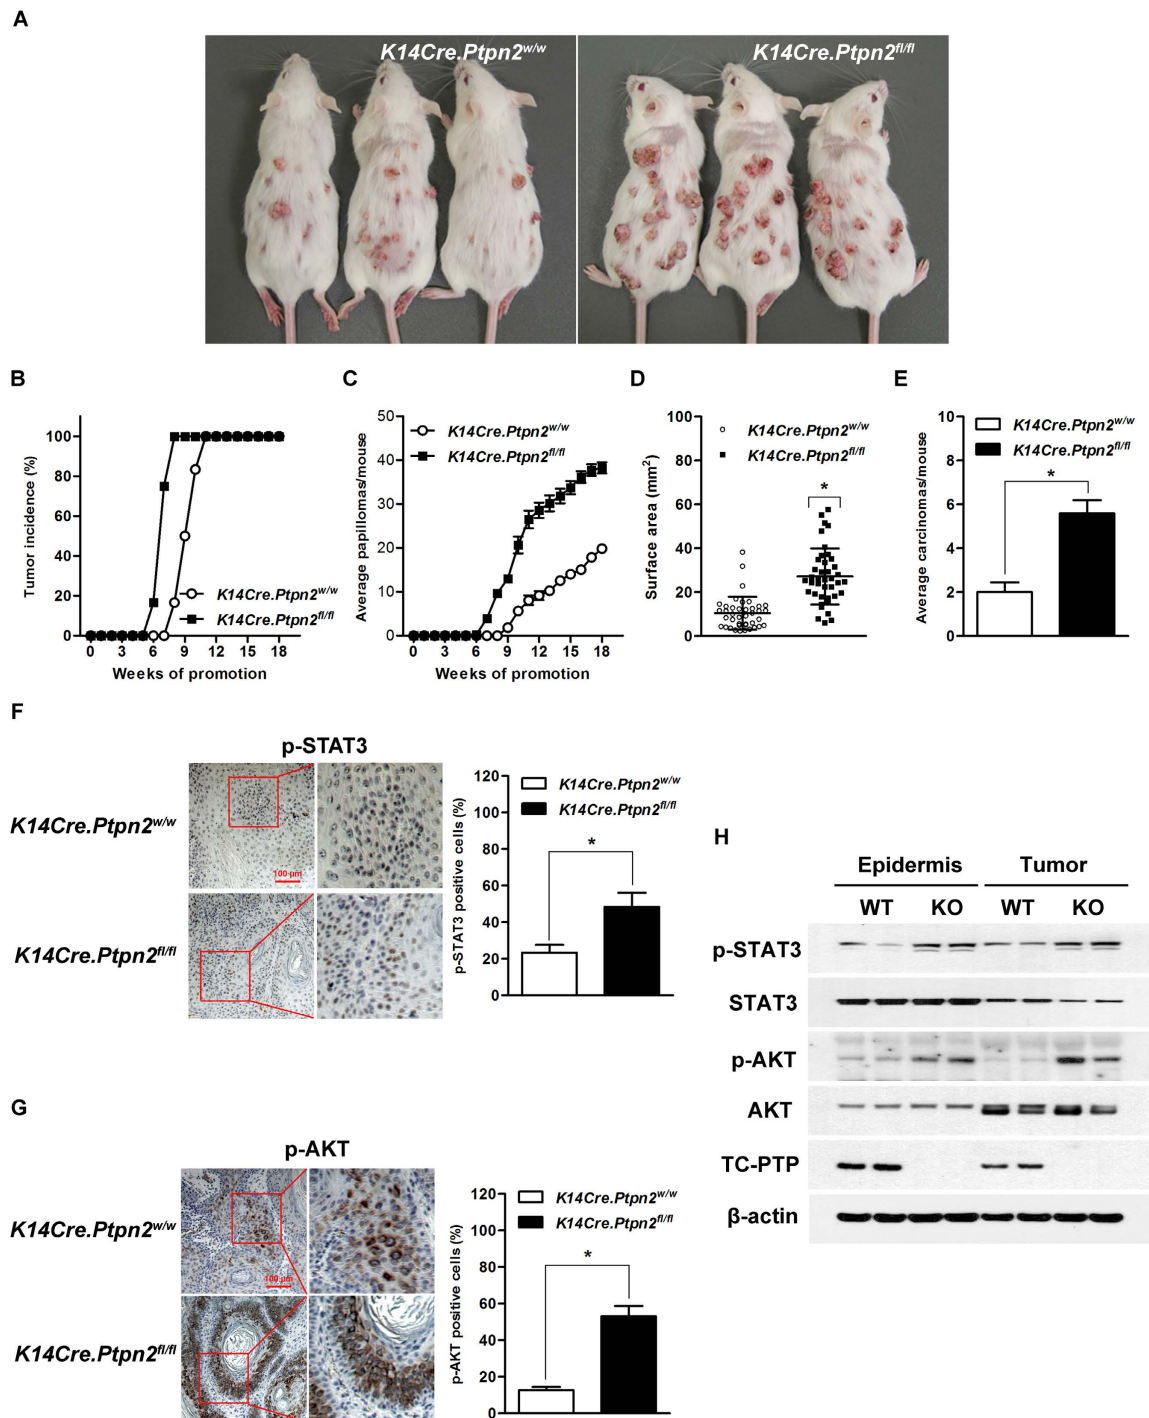 A
K14Cre.Ptpn2w/w
K14Cre.Ptpn2fl/fl
B
Tumor incidence (%)
100
80
60
40
20
0
0 3 6 9 12 15 18
Weeks of promotion
K14Cre.Ptpn2w/w
K14Cre.Ptpn2fl/fl
C
Average papillomas/mouse
50
40
30
20
10
0
0 3 6 9 12 15 18
Weeks of promotion
K14Cre.Ptpn2w/w
K14Cre.Ptpn2fl/fl
D
Surface area (mm2)
100
80
60
40
20
0
K14Cre.Ptpn2w/w
K14Cre.Ptpn2fl/fl
*
E
Average carcinomas/mouse
10
8
6
4
2
0
K14Cre.Ptpn2w/w
K14Cre.Ptpn2fl/fl
*
F
p-STAT3
K14Cre.Ptpn2w/w
100 μm
K14Cre.Ptpn2fl/fl
p-STAT3 positive cells (%)
120
100
80
60
40
20
0
K14Cre.Ptpn2w/w
K14Cre.Ptpn2fl/fl
*
G
p-AKT
K14Cre.Ptpn2w/w
100 μm
K14Cre.Ptpn2fl/fl
p-AKT positive cells (%)
120
100
80
60
40
20
0
K14Cre.Ptpn2w/w
K14Cre.Ptpn2fl/fl
*
H
Epidermis Tumor
WT KO WT KO
p-STAT3
STAT3
p-AKT
AKT
TC-PTP
β-actin